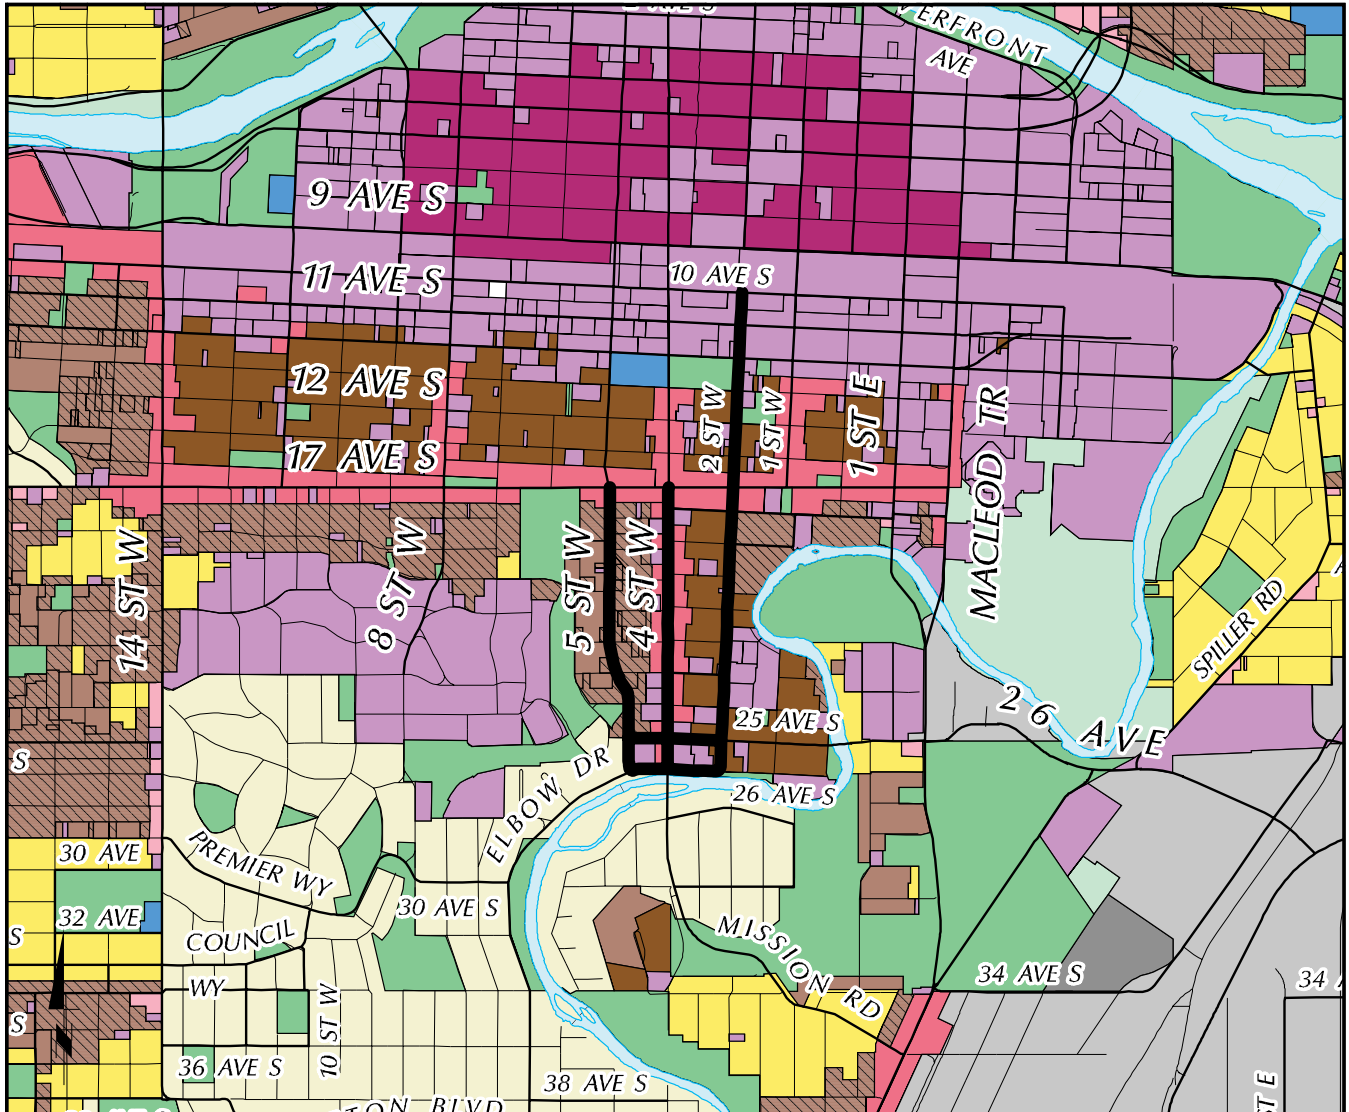 AVE S
AVE
9 AVE S
11 AVE S
10 AVE S
12 AVE S
17 AVE S
2 ST W
1 ST W
1 ST E
MACLEOD TR
14 ST W
8 ST W
5 ST W
4 ST W
SPILLER RD
26 AVE
25 AVE S
26 AVE S
S
ELBOW DR
30 AVE
PREMIER WY
30 AVE S
32 AVE
S
COUNCIL
WY
MISSION RD
34 AVE S
34
S
10 ST W
36 AVE S
38 AVE S
BLVD
ST E